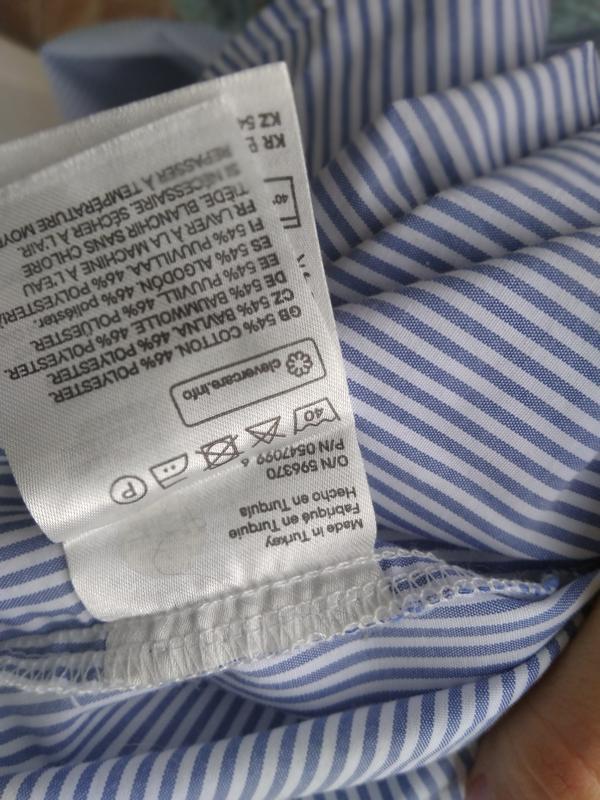 Made in Turkey
Fabriqué en Turquie
Hecho en Turquía
O/N 596370
P/N 0547099 6
40 P
clevercare.info
GB 54% COTTON, 46% POLYESTER.
CZ 54% BAVLNA, 46% POLYESTER.
DE 54% BAUMWOLLE, 46% POLYESTER.
EE 54% PUUVILL, 46% POLÜESTER.
ES 54% ALGODÓN, 46% poliéster.
FI 54% PUUVILLA, 46% POLYESTERI/
FR LAVER À LA MACHINE À L'EAU
TIÈDE. BLANCHIR SANS CHLORE
SI NÉCESSAIRE. SÉCHER À L'AIR.
REPASSER À TEMPÉRATURE MOY
40
KR
KZ 54